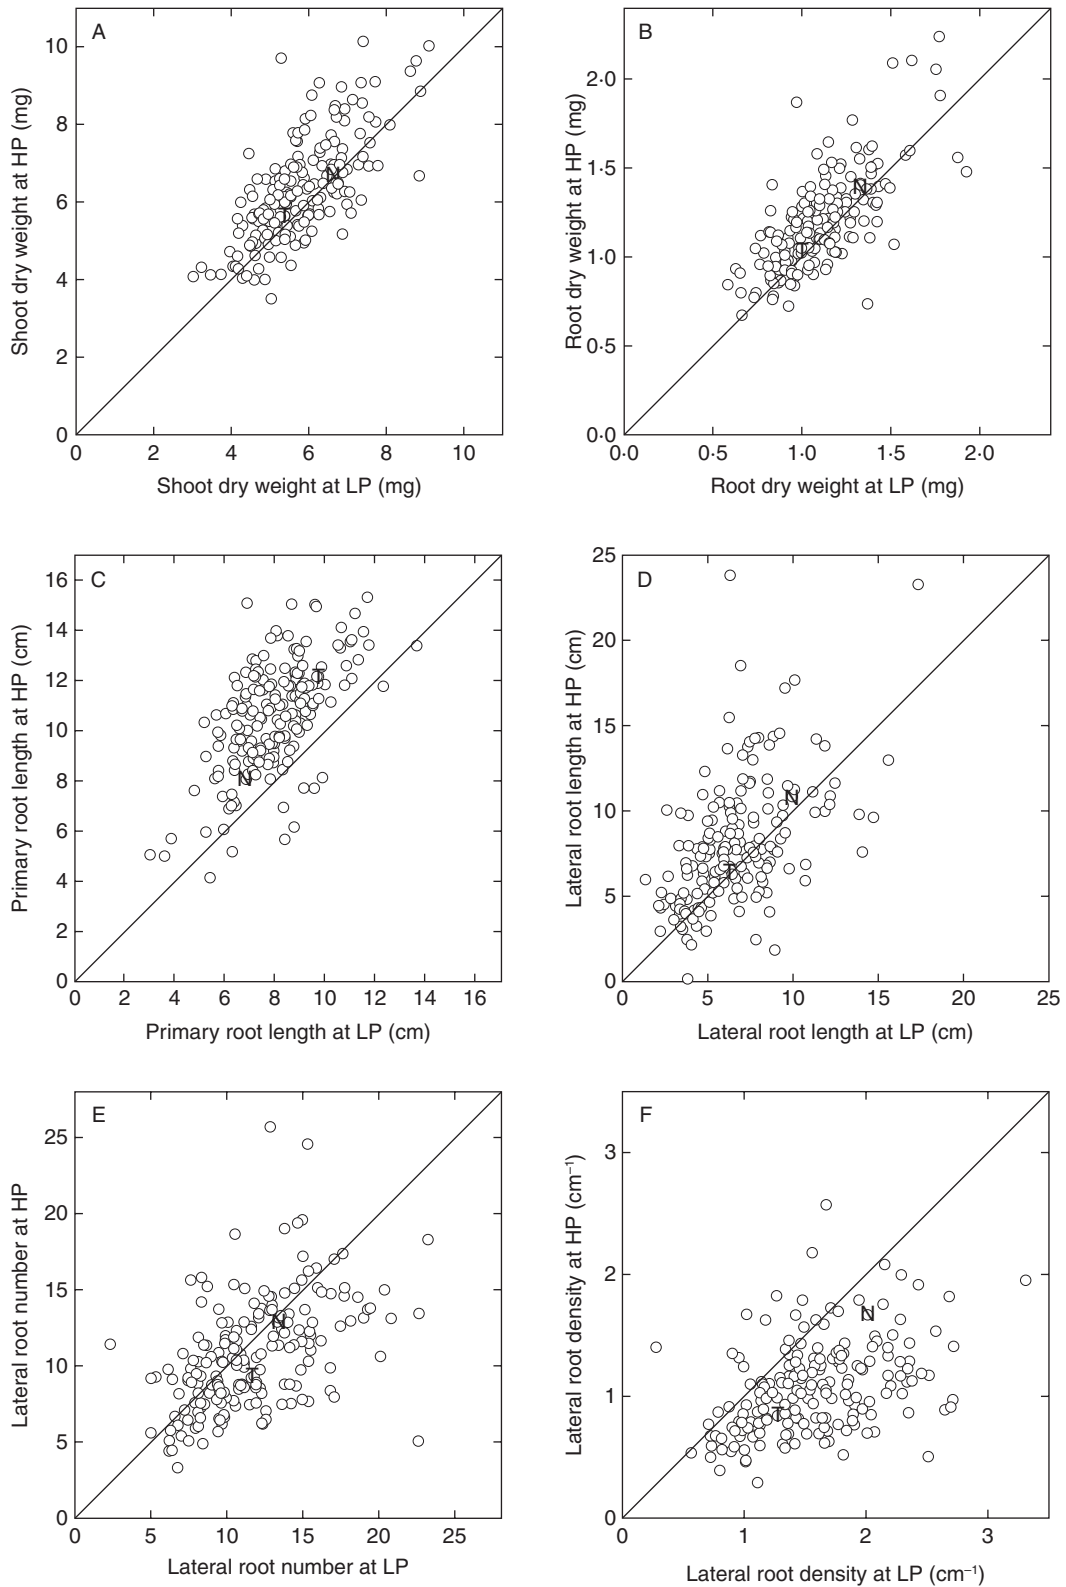 A
10
8
6
4
2
0
Shoot dry weight at HP (mg)
N
T
0 2 4 6 8 10
Shoot dry weight at LP (mg)
B
2·0
1·5
1·0
0·5
0·0
Root dry weight at HP (mg)
N
T
0·0 0·5 1·0 1·5 2·0
Root dry weight at LP (mg)
C
16
14
12
10
8
6
4
2
0
Primary root length at HP (cm)
T
N
0 2 4 6 8 10 12 14 16
Primary root length at LP (cm)
D
25
20
15
10
5
0
Lateral root length at HP (cm)
N
T
0 5 10 15 20 25
Lateral root length at LP (cm)
E
25
20
15
10
5
0
Lateral root number at HP
N
T
0 5 10 15 20 25
Lateral root number at LP
F
3
2
1
0
Lateral root density at HP (cm⁻¹)
N
T
0 1 2 3
Lateral root density at LP (cm⁻¹)